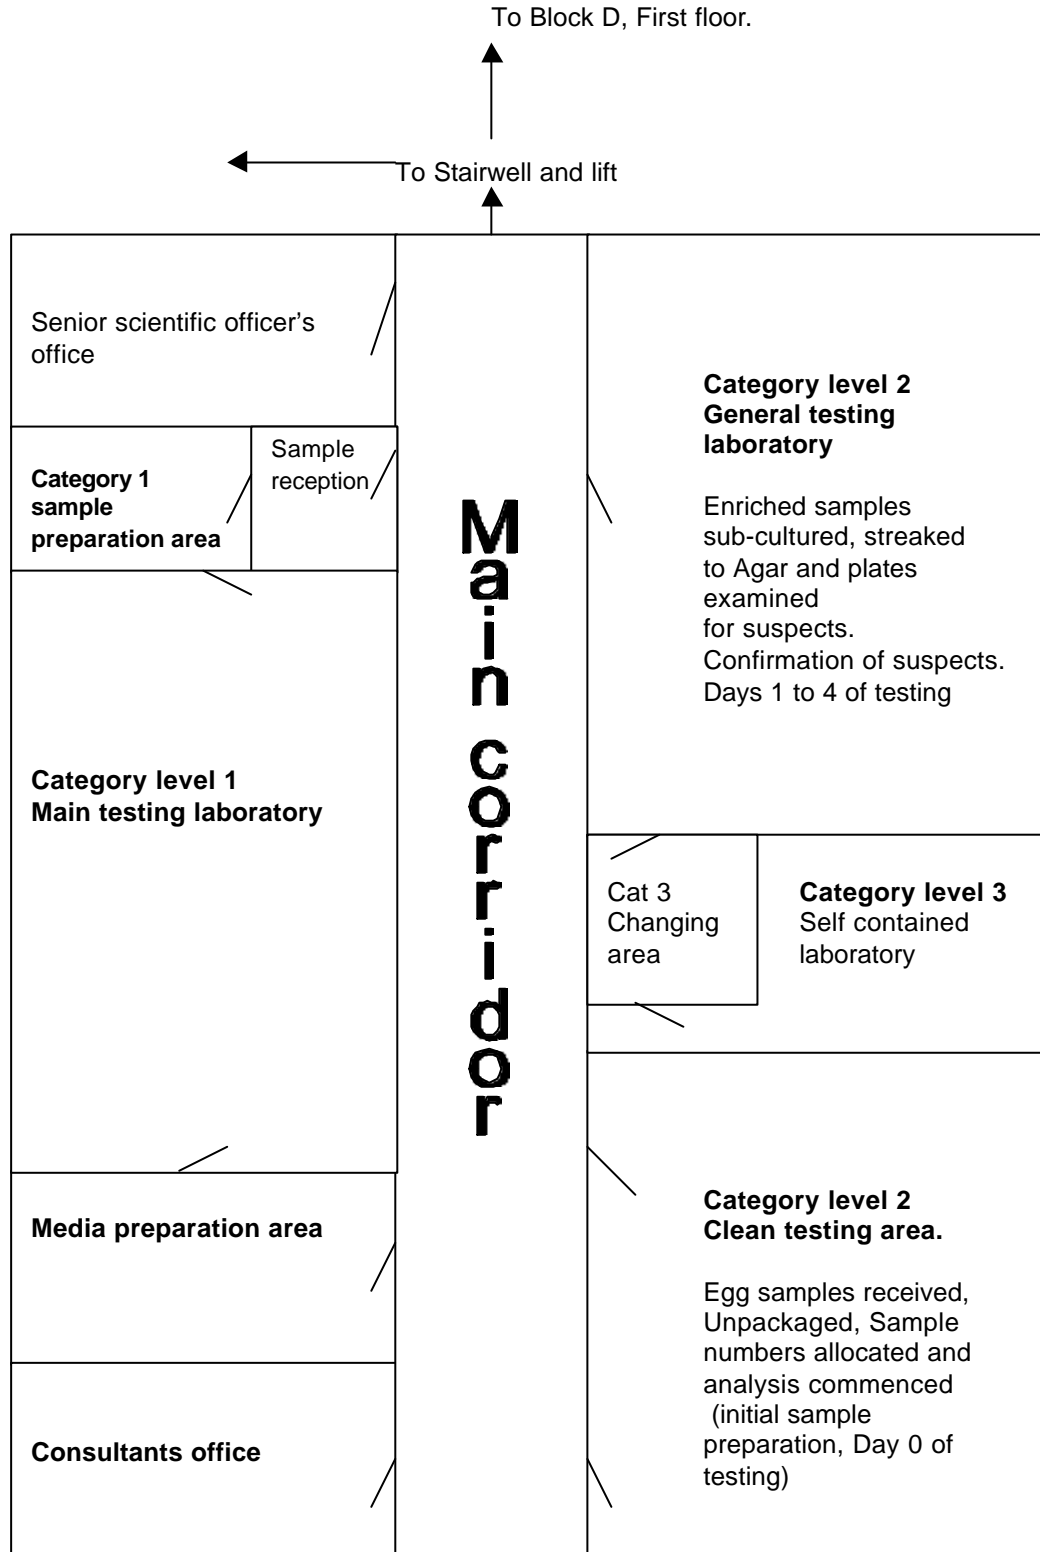 To Block D, First floor.
To Stairwell and lift
Senior scientific officer's
office
Category 1
sample
preparation area
Sample
reception
Category level 1
Main testing laboratory
Media preparation area
Consultants office
Main corridor
Category level 2
General testing
laboratory
Enriched samples
sub-cultured, streaked
to Agar and plates
examined
for suspects.
Confirmation of suspects.
Days 1 to 4 of testing
Cat 3
Changing
area
Category level 3
Self contained
laboratory
Category level 2
Clean testing area.
Egg samples received,
Unpackaged, Sample
numbers allocated and
analysis commenced
(initial sample
preparation, Day 0 of
testing)